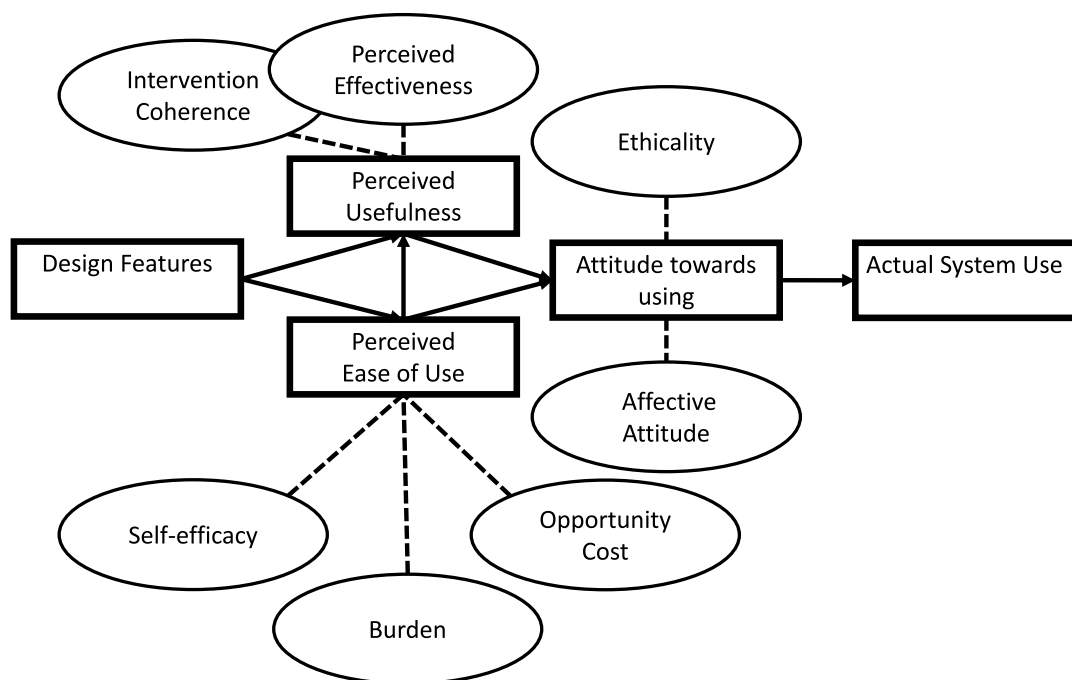 Intervention
Coherence
Perceived
Effectiveness
Ethicality
Perceived
Usefulness
Design Features
Attitude towards
using
Actual System Use
Perceived
Ease of Use
Affective
Attitude
Self-efficacy
Opportunity
Cost
Burden